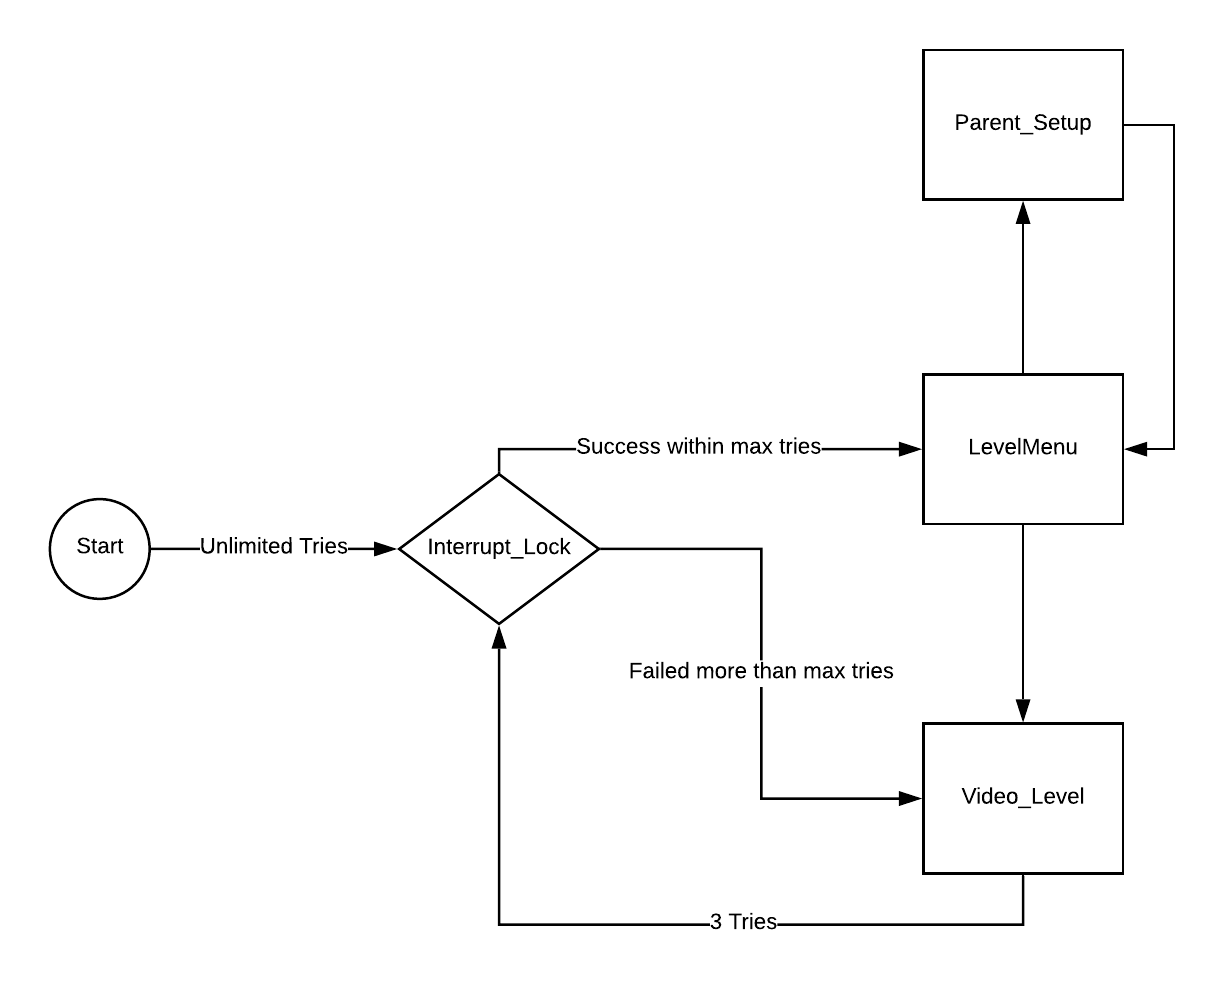 Parent_Setup
Success within max tries
LevelMenu
Start
Unlimited Tries
Interrupt_Lock
Failed more than max tries
Video_Level
3 Tries